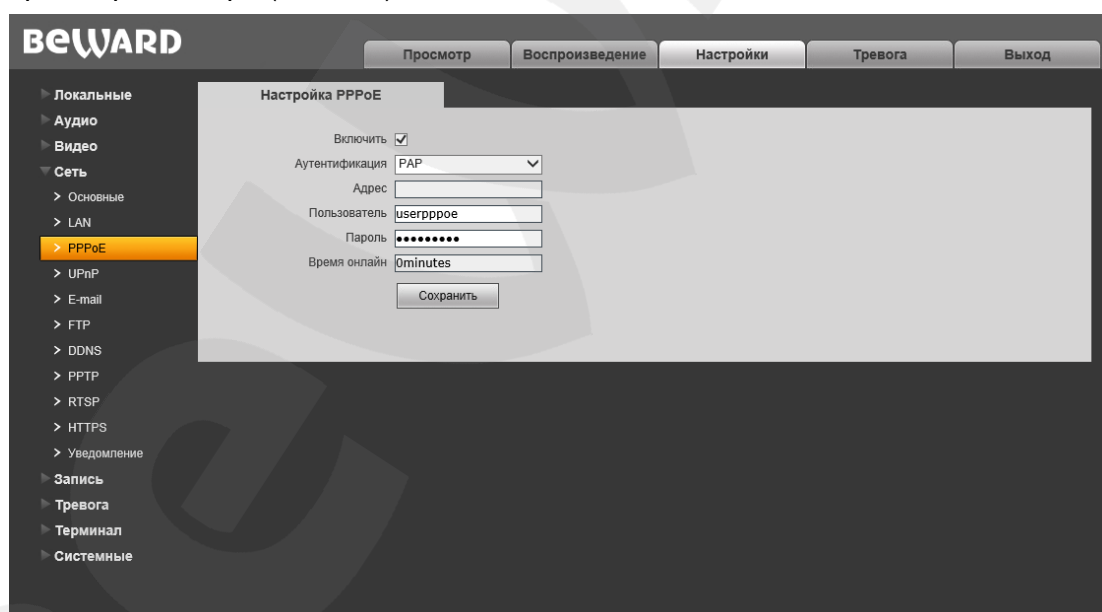 BEWARD
Просмотр Воспроизведение Настройки Тревога Выход
Локальные
Аудио
Видео
Сеть
> Основные
> LAN
> PPPoE
> UPnP
> E-mail
> FTP
> DDNS
> PPTP
> RTSP
> HTTPS
> Уведомление
Запись
Тревога
Терминал
Системные
Настройка PPPoE
Включить
Аутентификация PAP
Адрес
Пользователь userpppoe
Пароль •••••••••
Время онлайн 0minutes
Сохранить